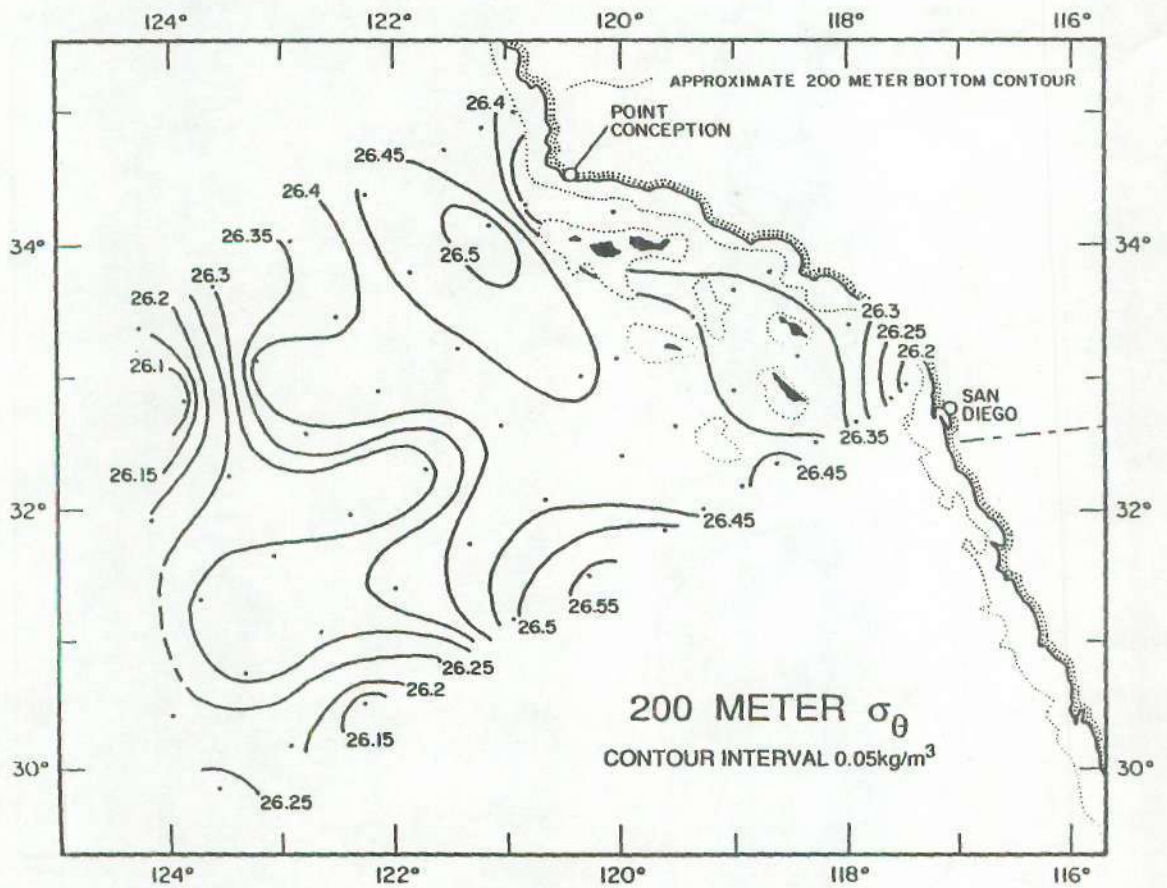 124° 122° 120° 118° 116°
APPROXIMATE 200 METER BOTTOM CONTOUR
26.4
POINT
CONCEPTION
26.45
26.4
34° 26.35 26.5 34°
26.3
26.2
26.3
26.25
26.2
26.1
SAN
DIEGO
26.35
26.15 26.45
32° 26.45 32°
26.55
26.5
26.25
26.2
200 METER σθ
26.15
CONTOUR INTERVAL 0.05kg/m³
30° 30°
26.25
124° 122° 120° 118° 116°